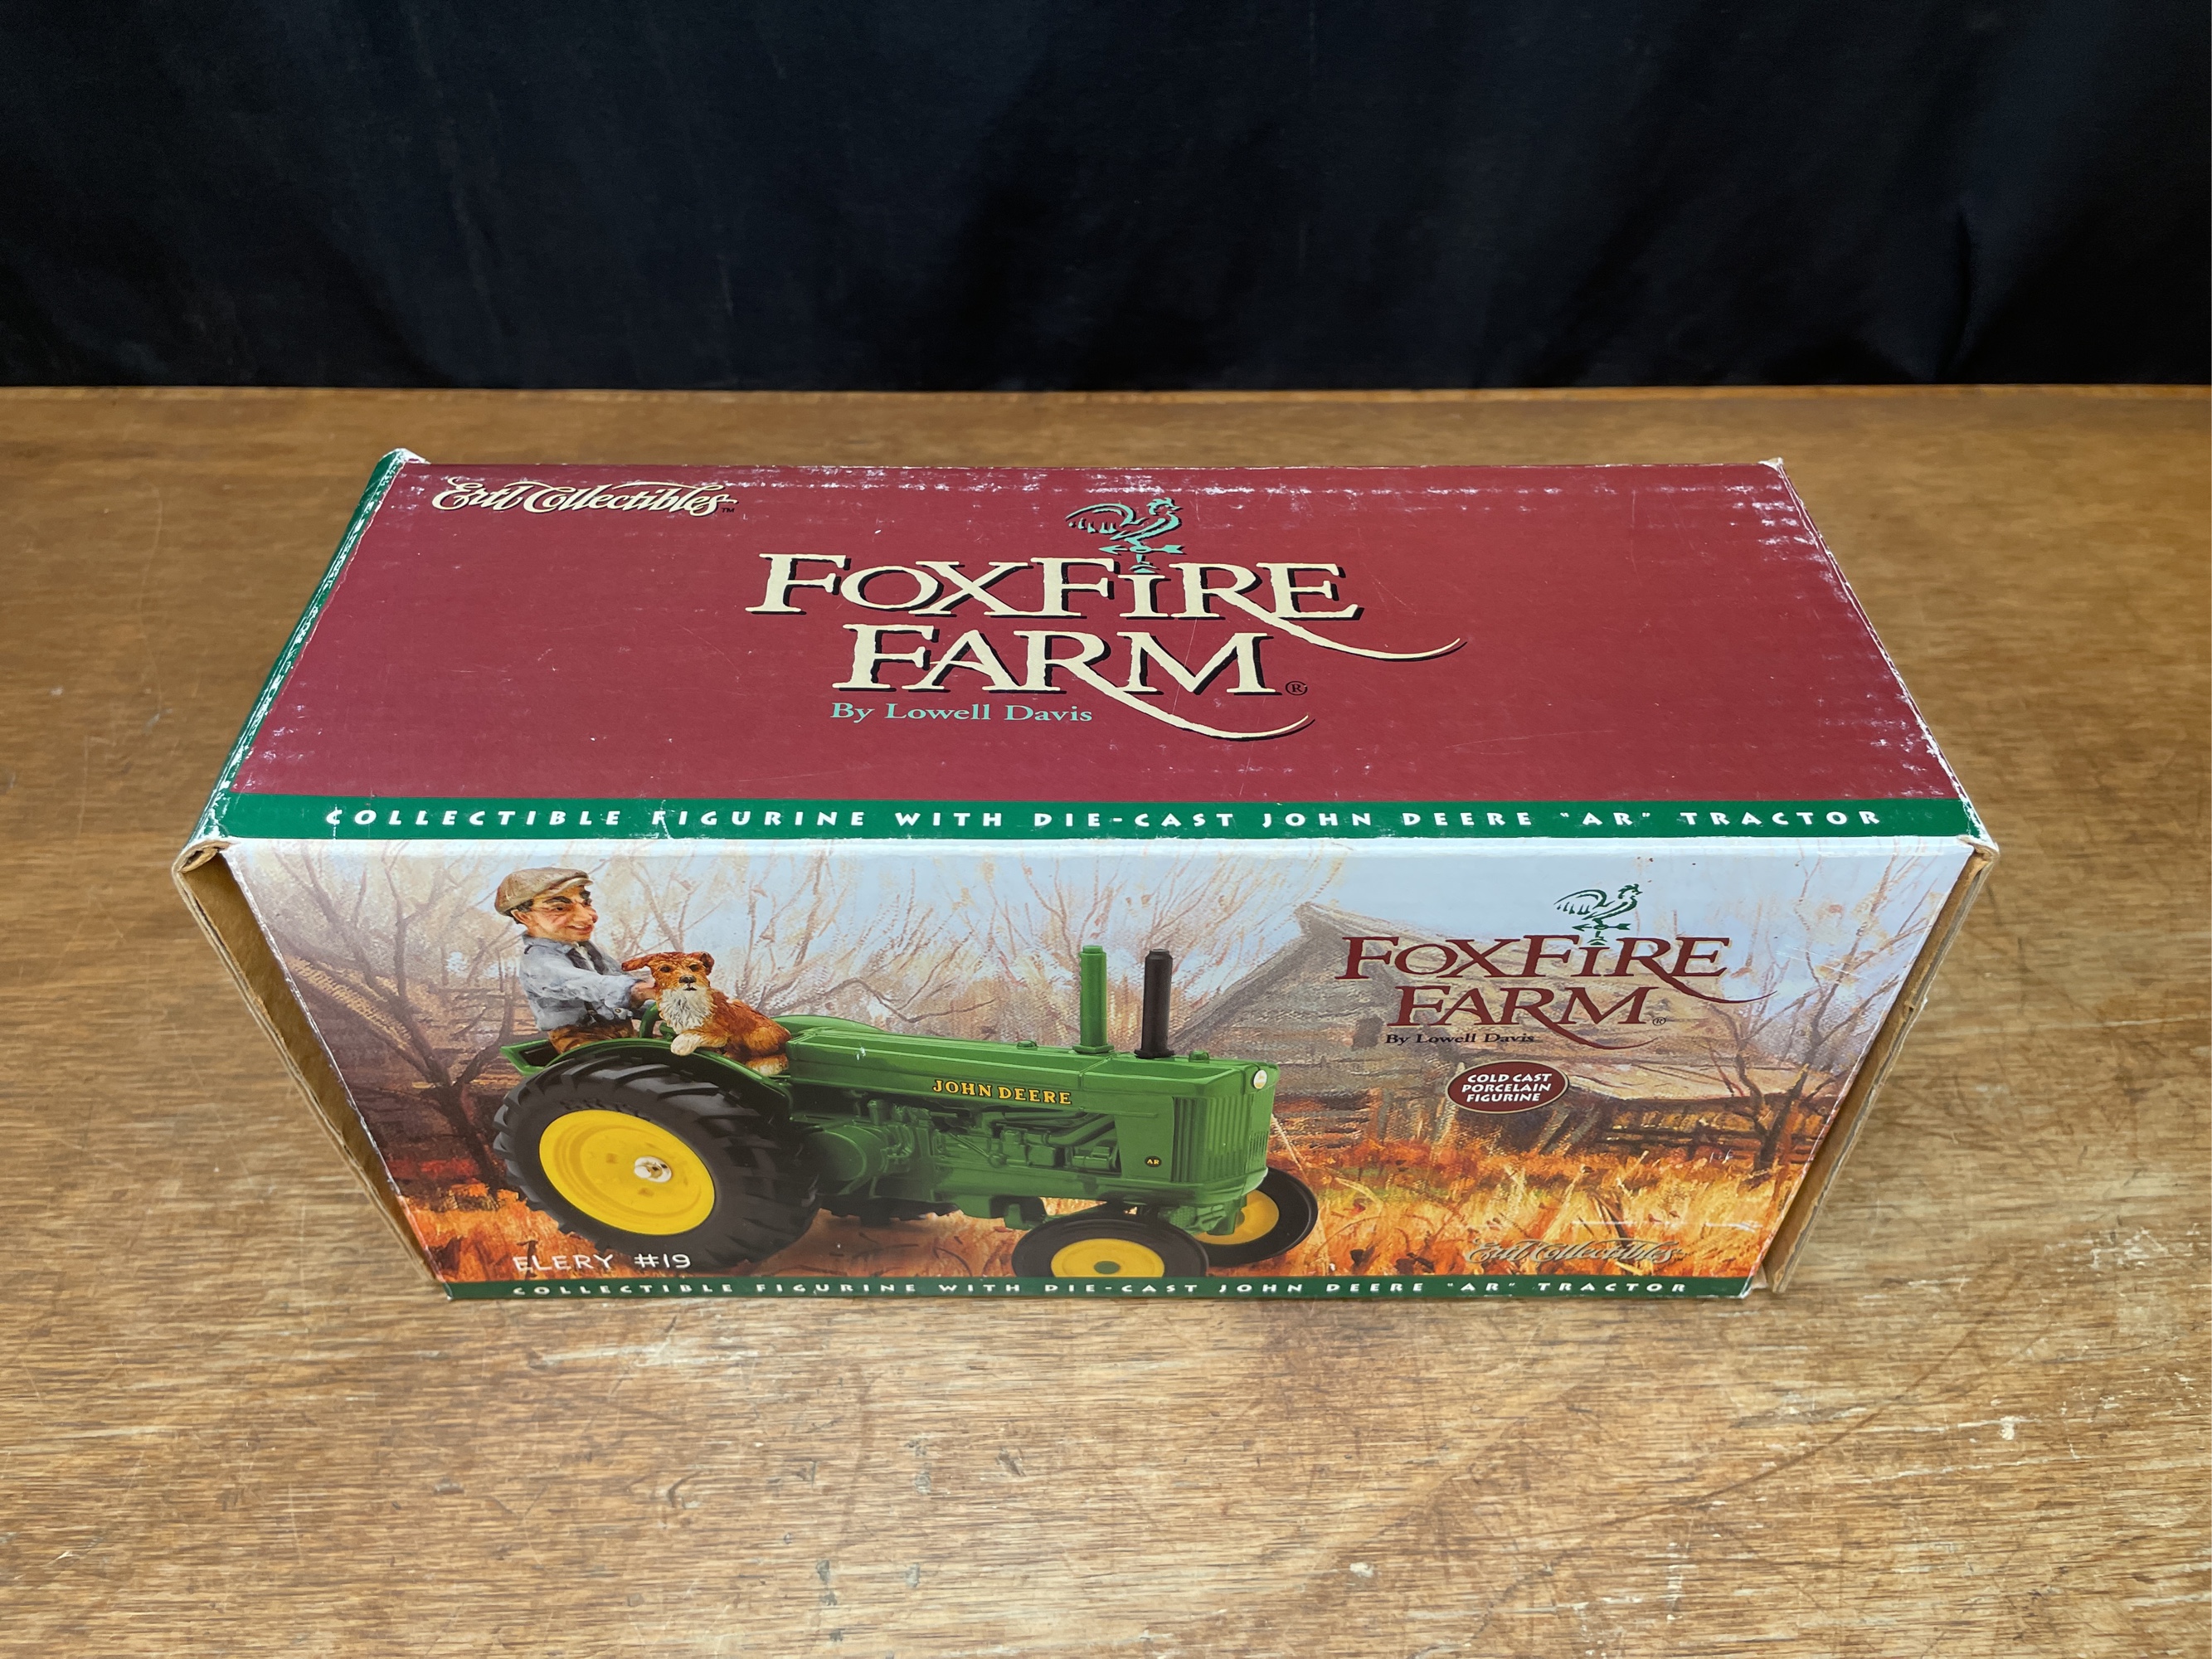 Ertl Collectibles™
FOXFIRE
FARM®
By Lowell Davis
COLLECTIBLE FIGURINE WITH DIE-CAST JOHN DEERE "AR" TRACTOR
FOXFIRE
FARM®
By Lowell Davis
COLD CAST
PORCELAIN
FIGURINE
JOHN DEERE
AR
ELERY #19
Ertl Collectibles
COLLECTIBLE FIGURINE WITH DIE-CAST JOHN DEERE "AR" TRACTOR